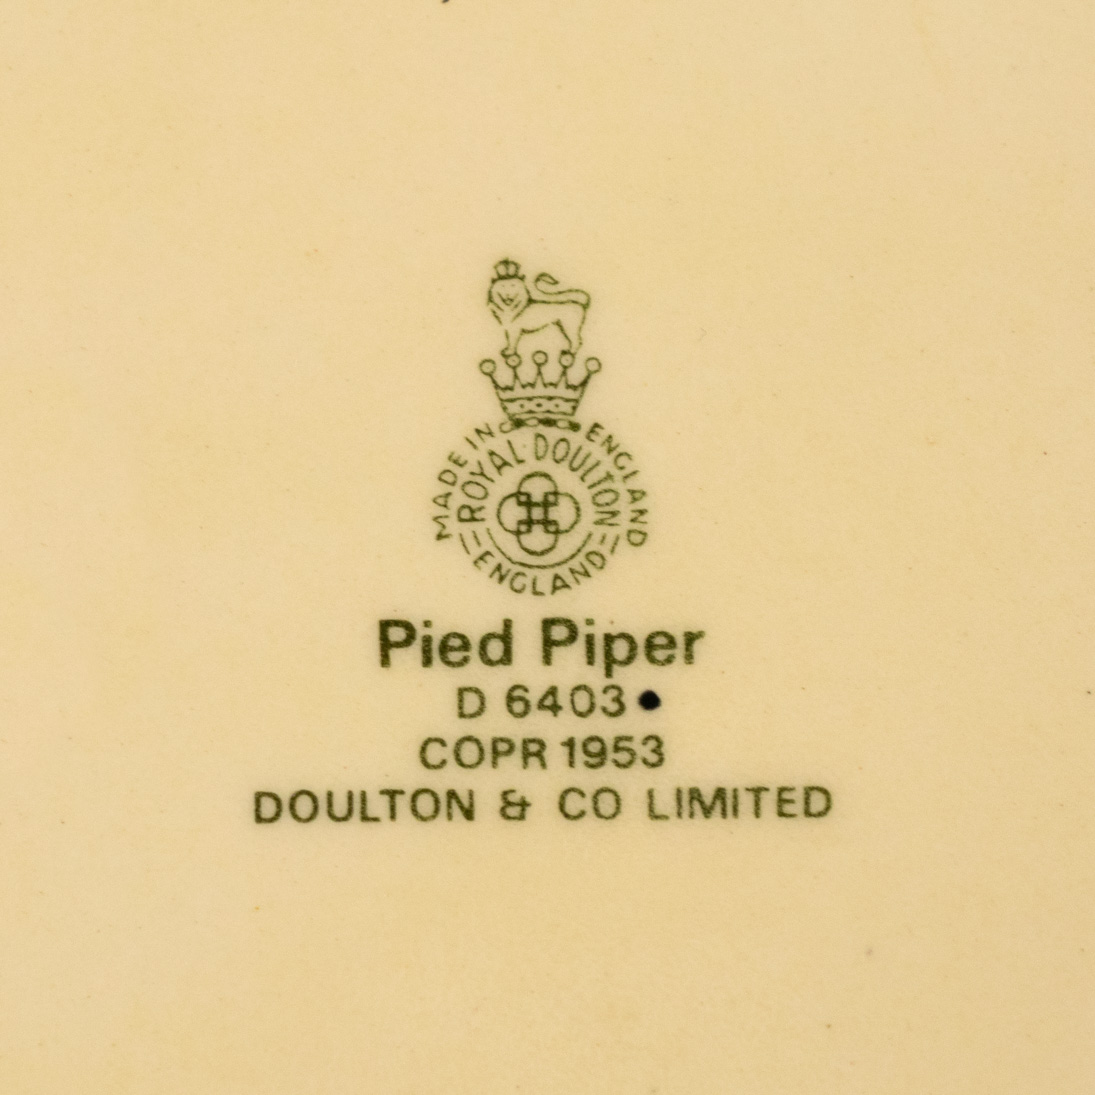 MADE IN ENGLAND
ROYAL DOULTON
ENGLAND
Pied Piper
D 6403
COPR 1953
DOULTON & CO LIMITED